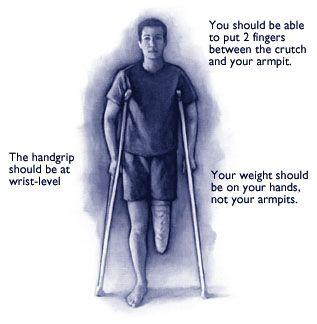 You should be able
to put 2 fingers
between the crutch
and your armpit.
The handgrip
should be at
wrist-level
Your weight should
be on your hands,
not your armpits.